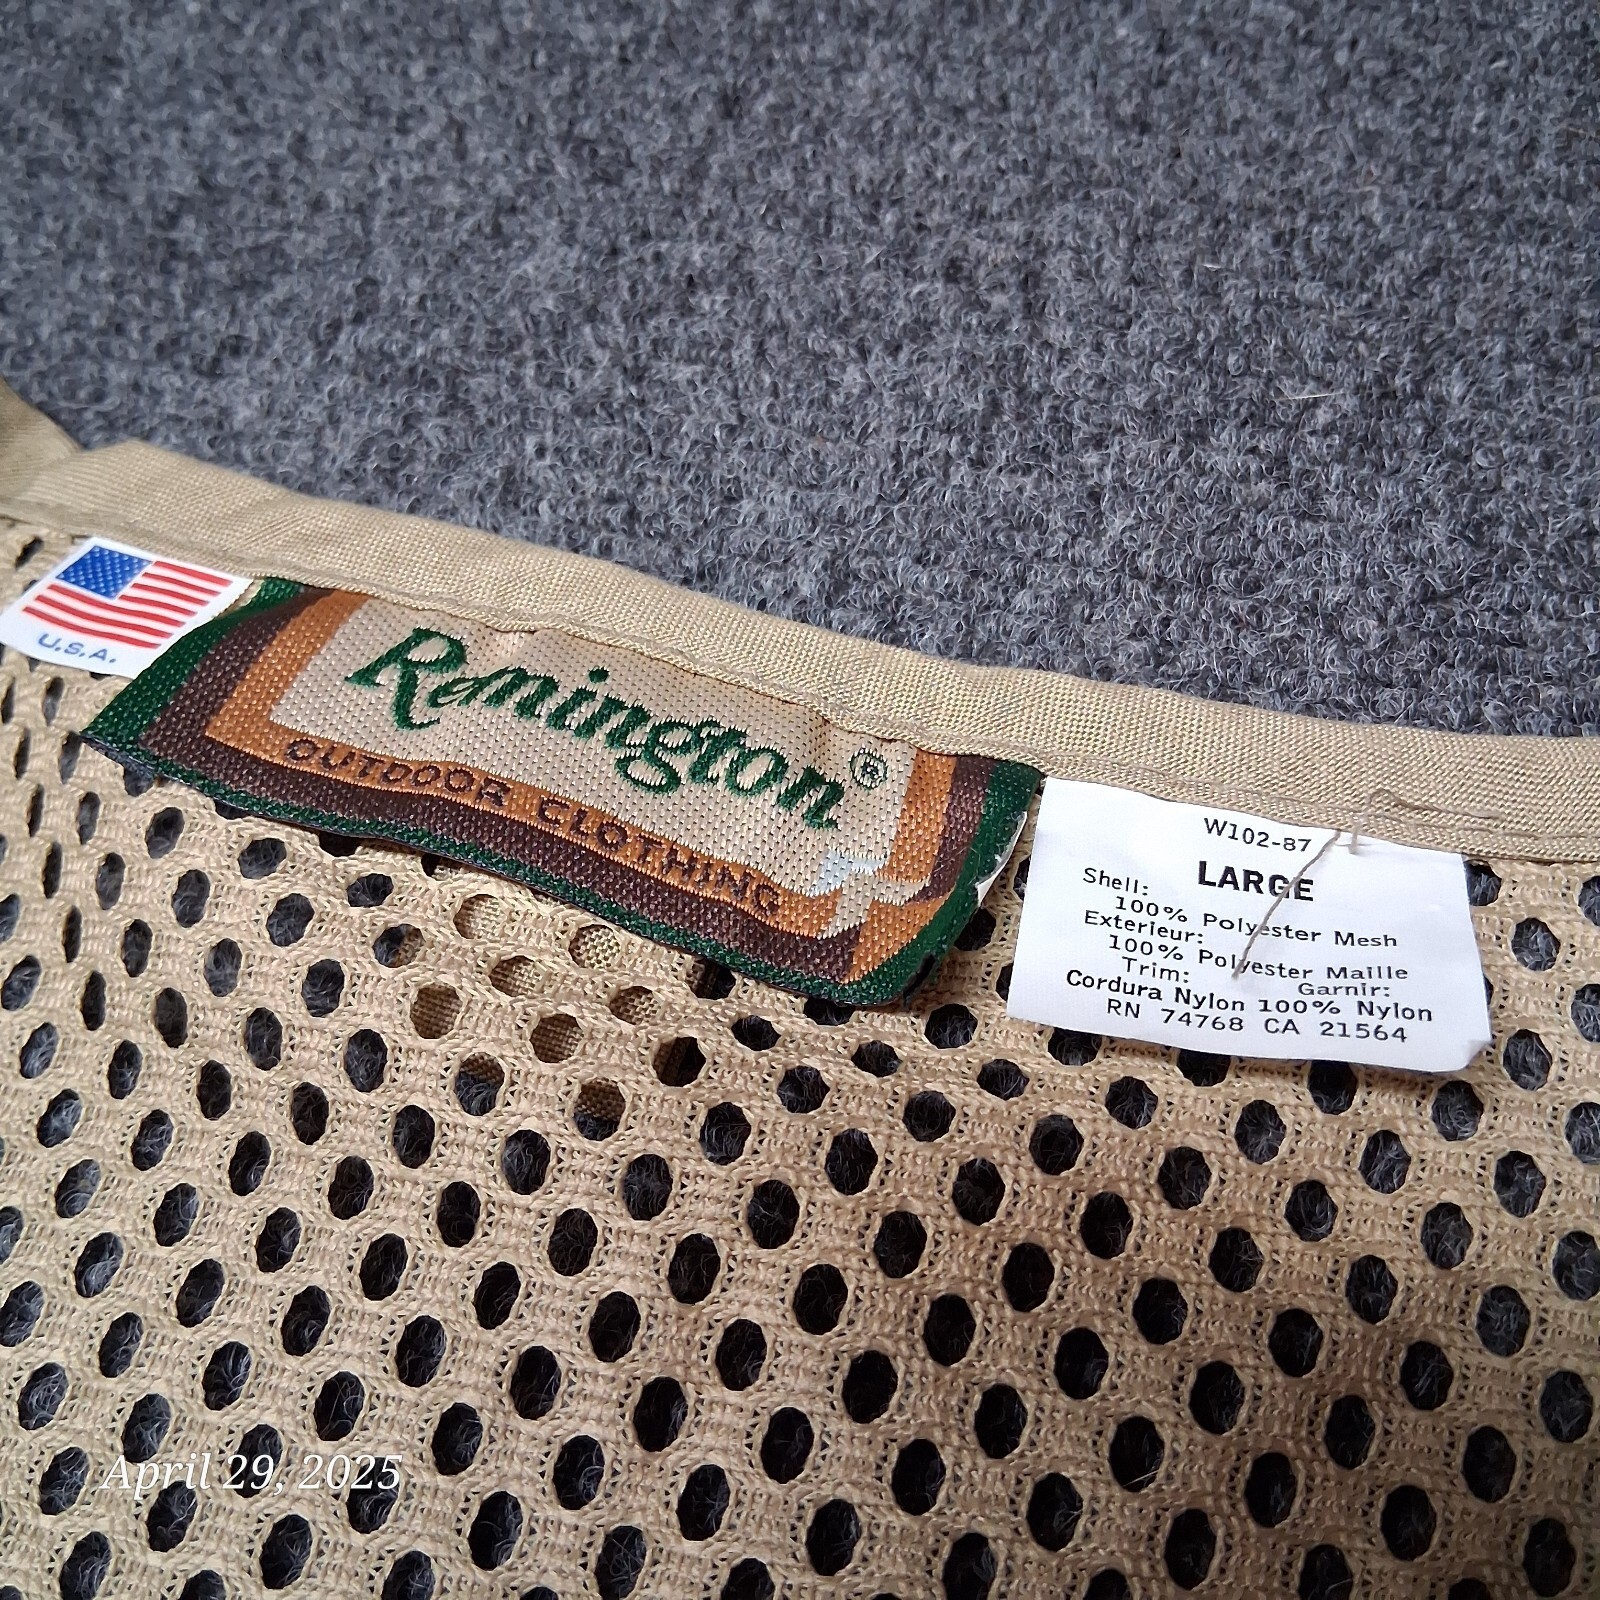 U.S.A.
Remington®
OUTDOOR CLOTHING
W102-87
LARGE
Shell:
100% Polyester Mesh
Exterieur:
100% Polyester Maille
Trim: Garnir:
Cordura Nylon 100% Nylon
RN 74768 CA 21564
April 29, 2025